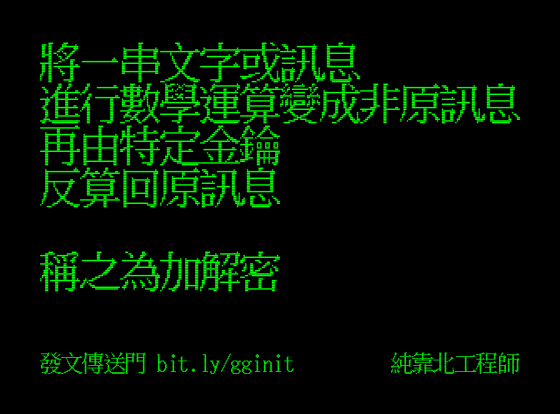 將一串文字或訊息
進行數學運算變成非原訊息
再由特定金鑰
反算回原訊息
稱之為加解密
發文傳送門 bit.ly/gginit 純靠北工程師